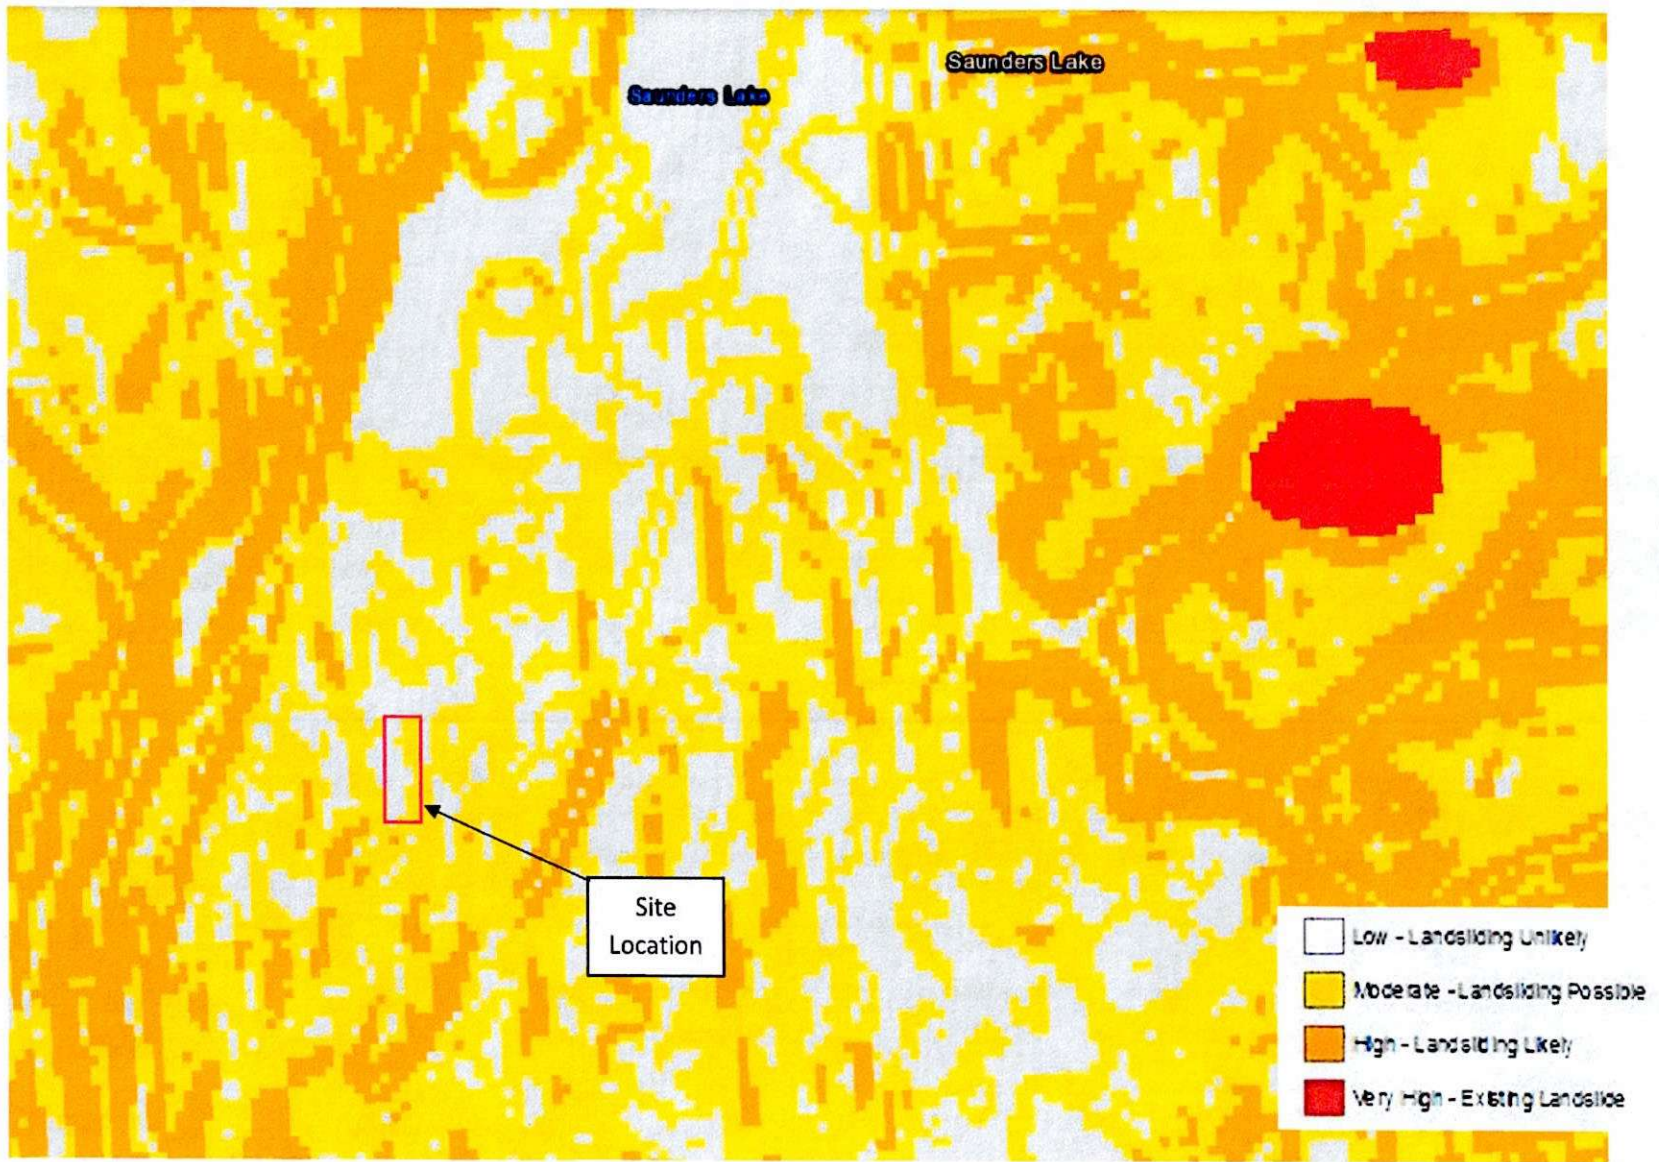 Saunders Lake
Saunders Lake
Site
Location
Low - Landsliding Unlikely
Moderate - Landsliding Possible
High - Landsliding Likely
Very High - Existing Landslide